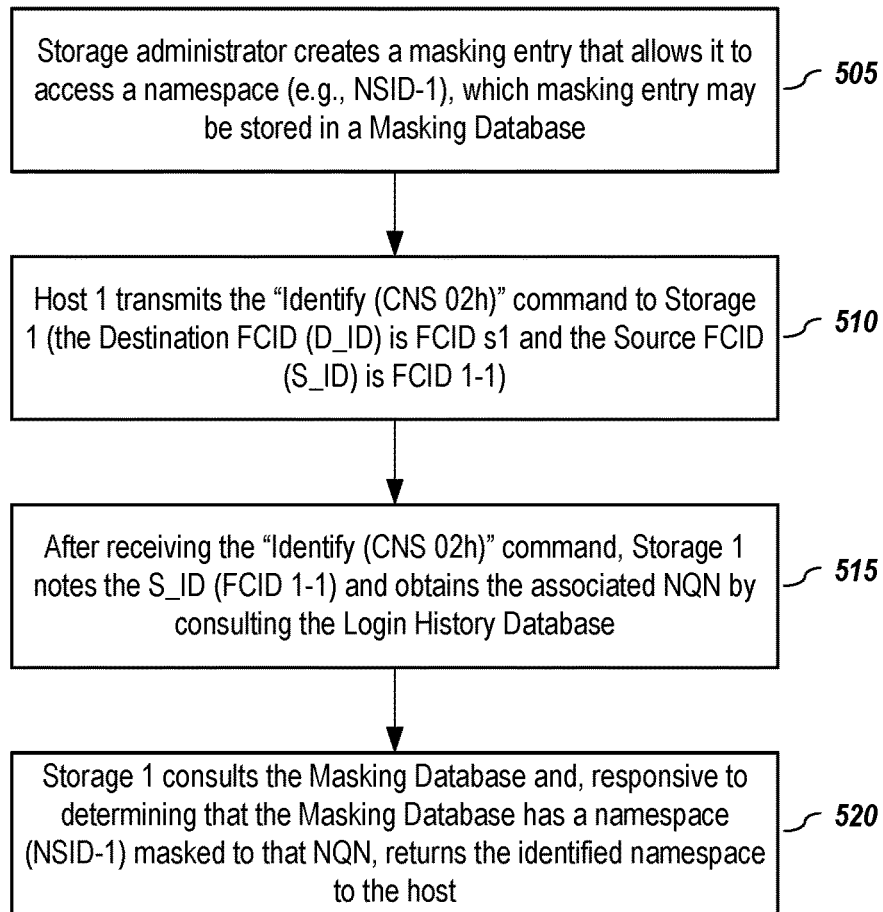 Storage administrator creates a masking entry that allows it to
access a namespace (e.g., NSID-1), which masking entry may
be stored in a Masking Database
505
Host 1 transmits the “Identify (CNS 02h)” command to Storage
1 (the Destination FCID (D_ID) is FCID s1 and the Source FCID
(S_ID) is FCID 1-1)
510
After receiving the “Identify (CNS 02h)” command, Storage 1
notes the S_ID (FCID 1-1) and obtains the associated NQN by
consulting the Login History Database
515
Storage 1 consults the Masking Database and, responsive to
determining that the Masking Database has a namespace
(NSID-1) masked to that NQN, returns the identified namespace
to the host
520